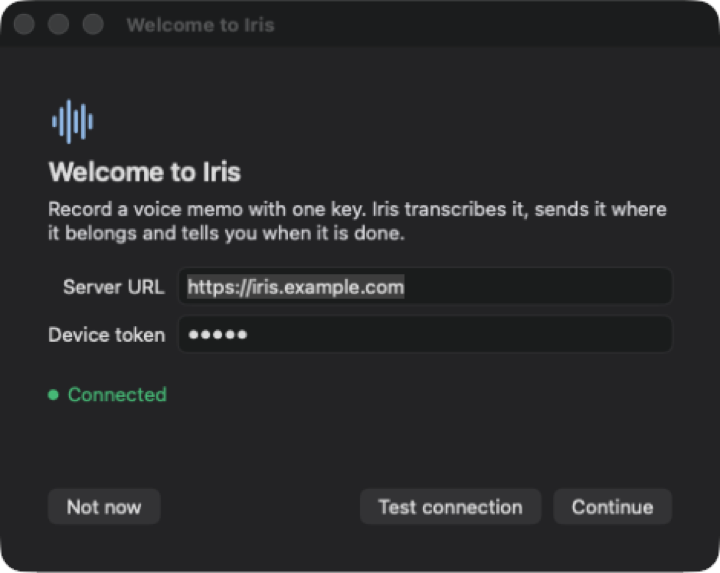 Welcome to Iris
Welcome to Iris
Record a voice memo with one key. Iris transcribes it, sends it where
it belongs and tells you when it is done.
Server URL https://iris.example.com
Device token •••••
Connected
Not now Test connection Continue